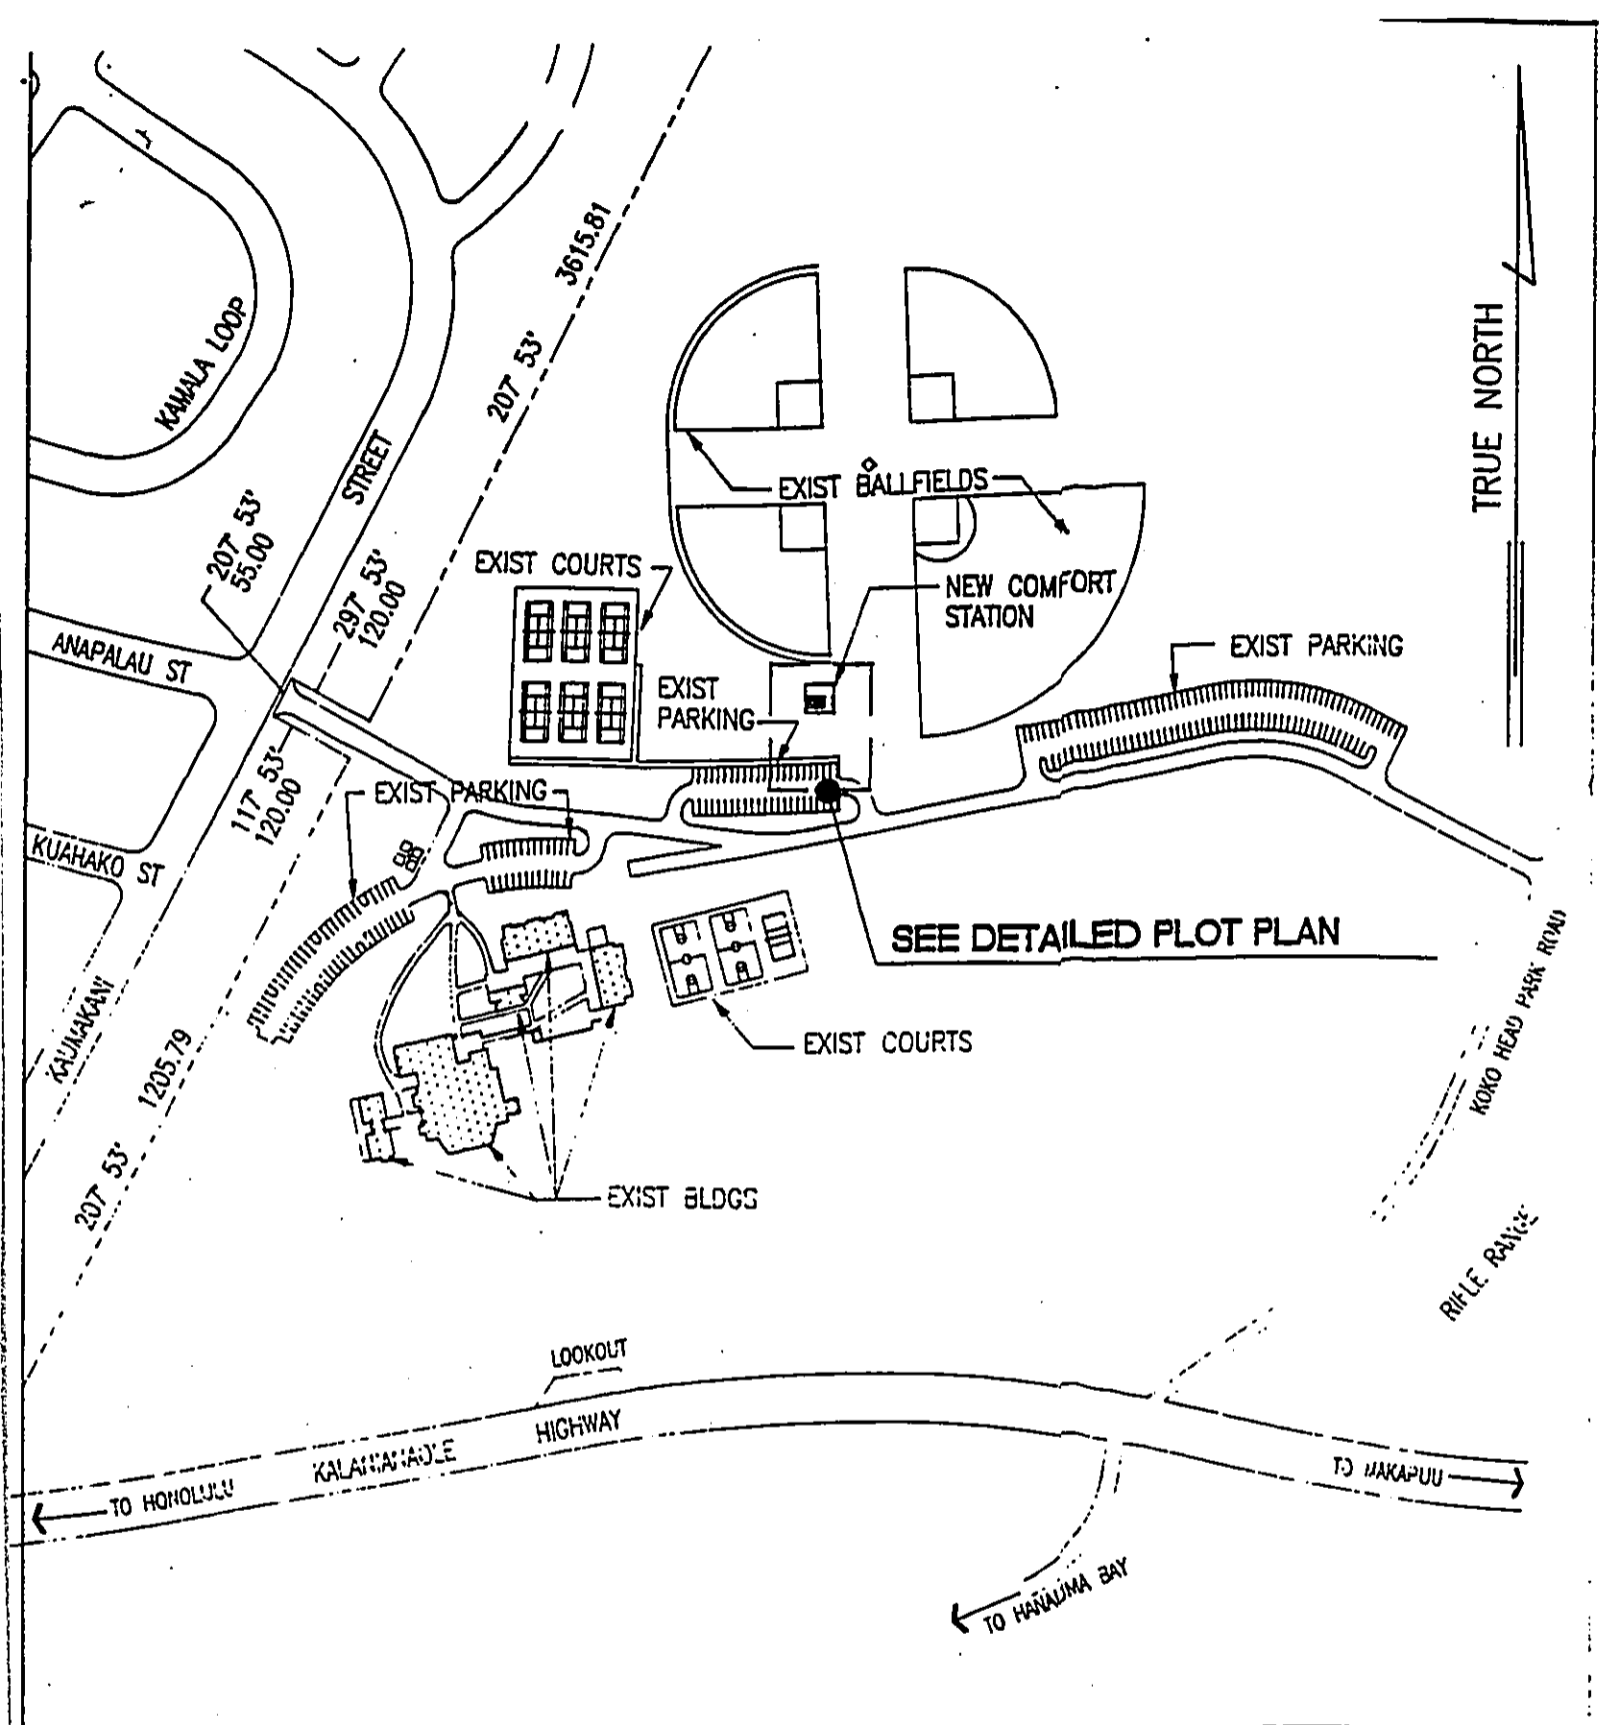 3615.81
207° 53'
KAMALA LOOP
TRUE NORTH
STREET
EXIST BALLFIELDS
207° 53'
55.00
297° 53'
120.00
EXIST COURTS
NEW COMFORT
STATION
ANAPALAU ST
EXIST PARKING
EXIST
PARKING
117° 53'
120.00
EXIST PARKING
KUAHAKO ST
SEE DETAILED PLOT PLAN
KAUMAKANI
1205.79
207° 53'
EXIST COURTS
KOKO HEAD PARK ROAD
EXIST BLDGS
RIFLE RANGE
LOOKOUT
KALANIANAOLE HIGHWAY
TO HONOLULU
TO MAKAPUU
TO HANAUMA BAY